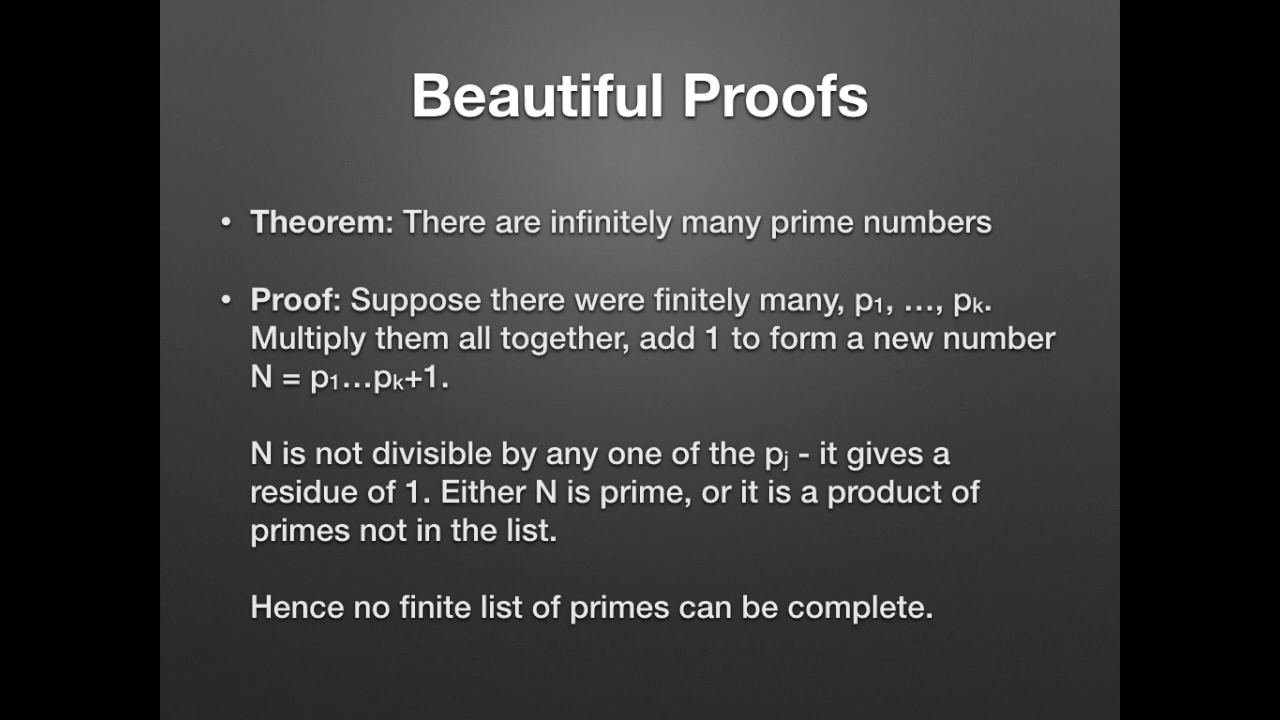 Beautiful Proofs
• Theorem: There are infinitely many prime numbers
• Proof: Suppose there were finitely many, p₁, …, pₖ.
Multiply them all together, add 1 to form a new number
N = p₁…pₖ+1.
N is not divisible by any one of the pⱼ - it gives a
residue of 1. Either N is prime, or it is a product of
primes not in the list.
Hence no finite list of primes can be complete.